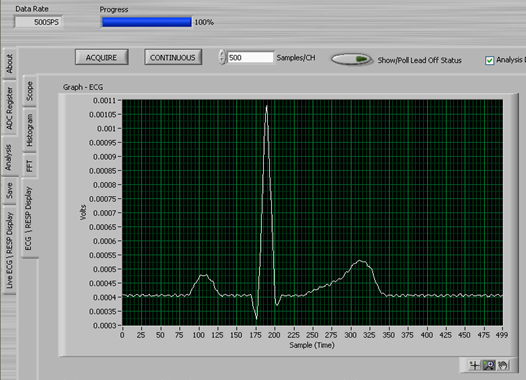 Data Rate
500SPS
Progress
100%
ACQUIRE
CONTINUOUS
500
Samples/CH
Show/Poll Lead Off Status
Analysis
About
ADC Register
Analysis
Save
Live ECG \ RESP Display
Scope
Histogram
FFT
ECG \ RESP Display
Graph - ECG
Volts
0.0011
0.00105
0.001
0.00095
0.0009
0.00085
0.0008
0.00075
0.0007
0.00065
0.0006
0.00055
0.0005
0.00045
0.0004
0.00035
0.0003
0 25 50 75 100 125 150 175 200 225 250 275 300 325 350 375 400 425 450 475 499
Sample (Time)